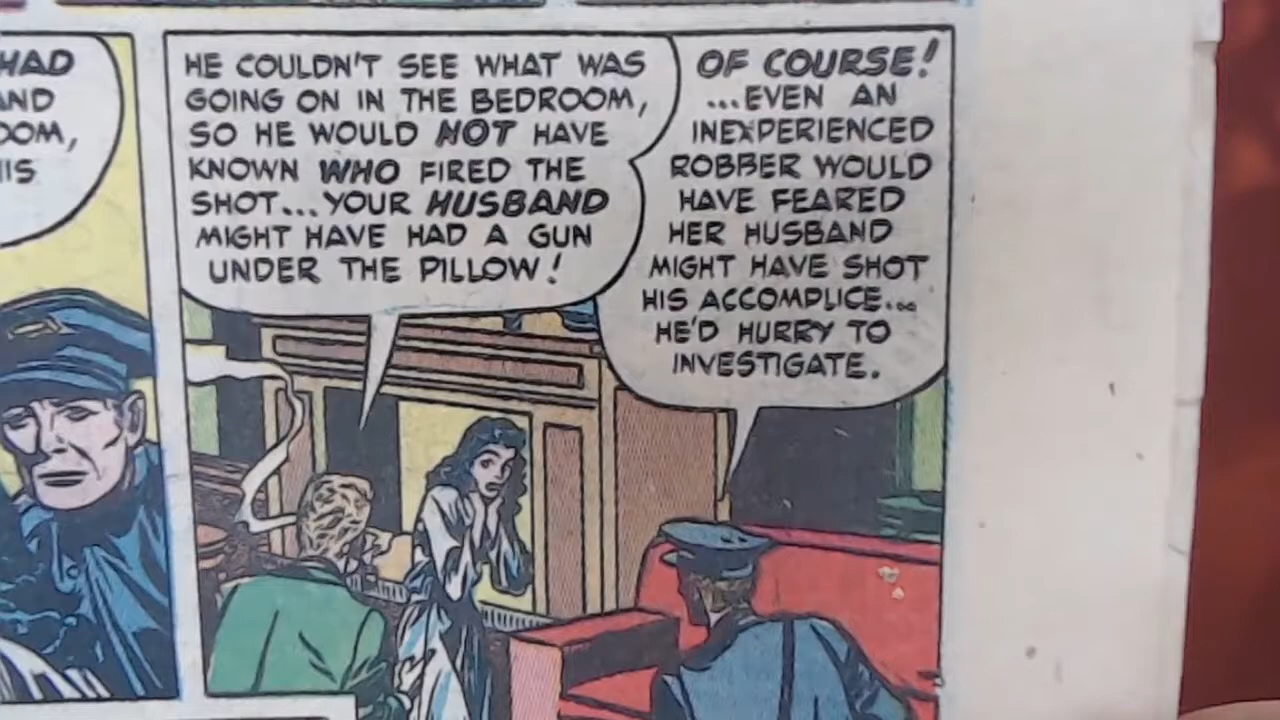 HAD
AND
OOM,
HIS
HE COULDN'T SEE WHAT WAS
GOING ON IN THE BEDROOM,
SO HE WOULD NOT HAVE
KNOWN WHO FIRED THE
SHOT...YOUR HUSBAND
MIGHT HAVE HAD A GUN
UNDER THE PILLOW!
OF COURSE!
...EVEN AN
INEXPERIENCED
ROBBER WOULD
HAVE FEARED
HER HUSBAND
MIGHT HAVE SHOT
HIS ACCOMPLICE...
HE'D HURRY TO
INVESTIGATE.